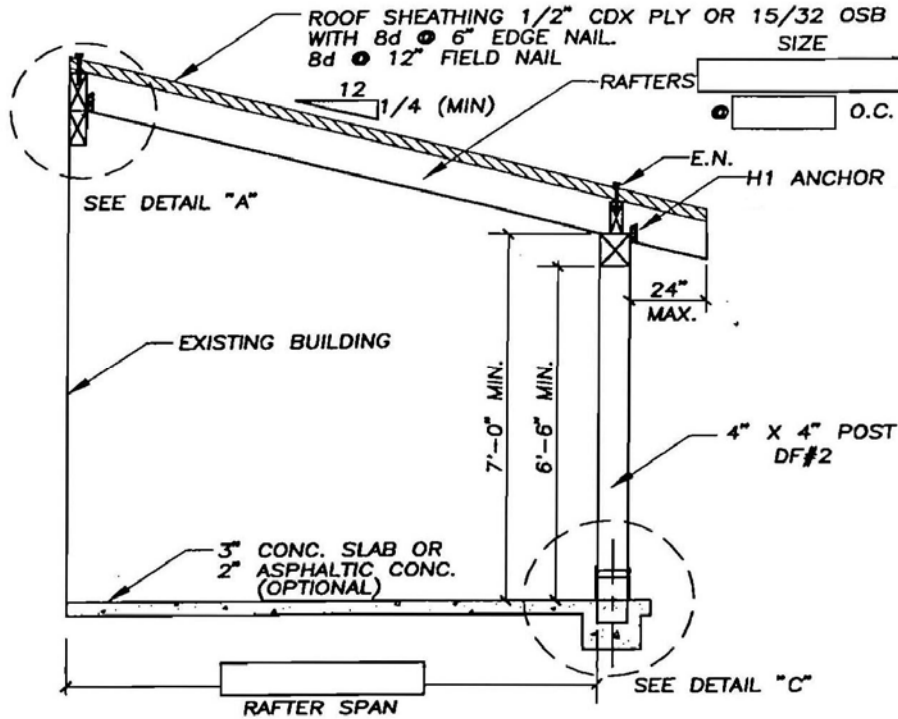 ROOF SHEATHING 1/2" CDX PLY OR 15/32 OSB
WITH 8d @ 6" EDGE NAIL.
8d @ 12" FIELD NAIL
SIZE
RAFTERS
@ O.C.
12
1/4 (MIN)
E.N.
H1 ANCHOR
SEE DETAIL "A"
24"
MAX.
EXISTING BUILDING
7'-0" MIN.
6'-6" MIN.
4" X 4" POST
DF#2
3" CONC. SLAB OR
2" ASPHALTIC CONC.
(OPTIONAL)
SEE DETAIL "C"
RAFTER SPAN